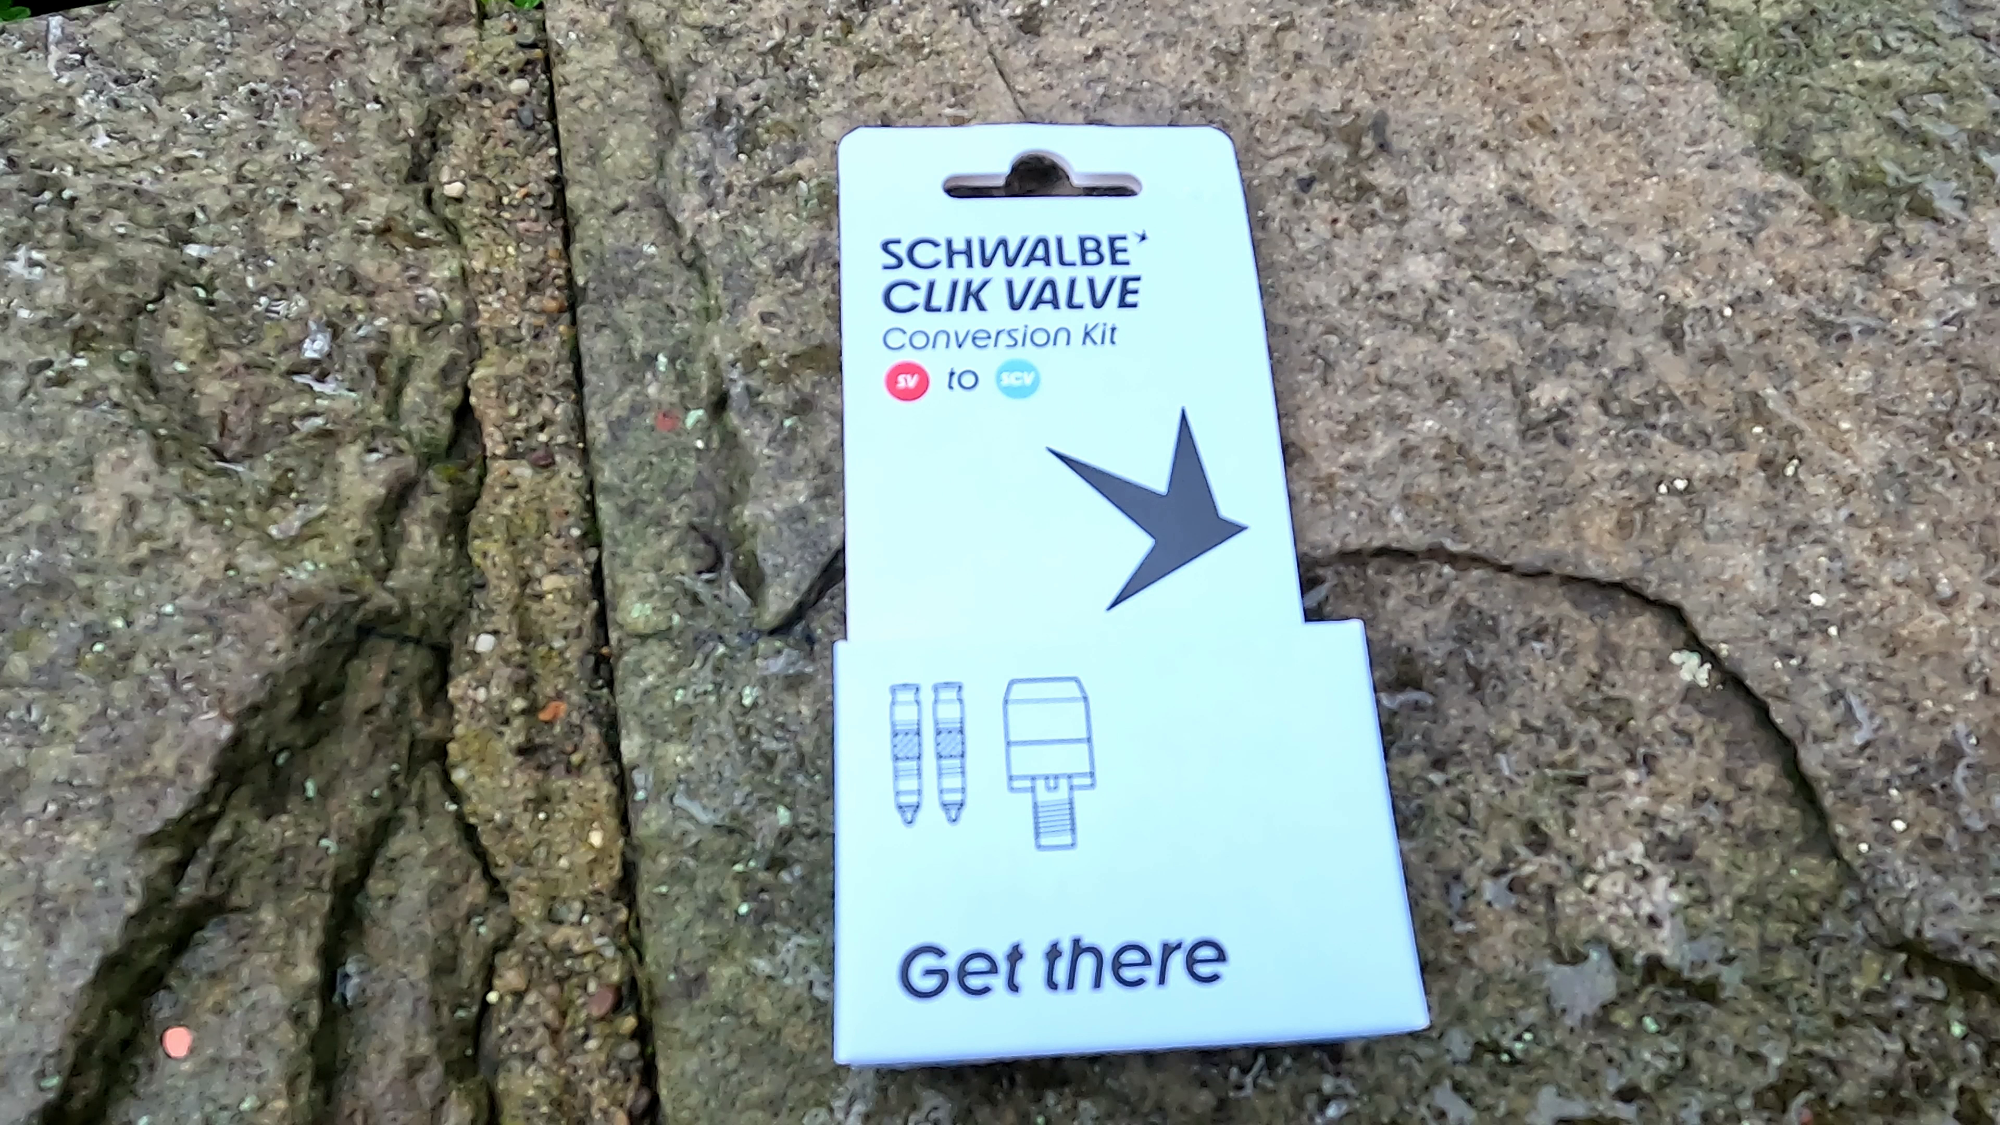 SCHWALBE
CLIK VALVE
Conversion Kit
SV to SCV
Get there